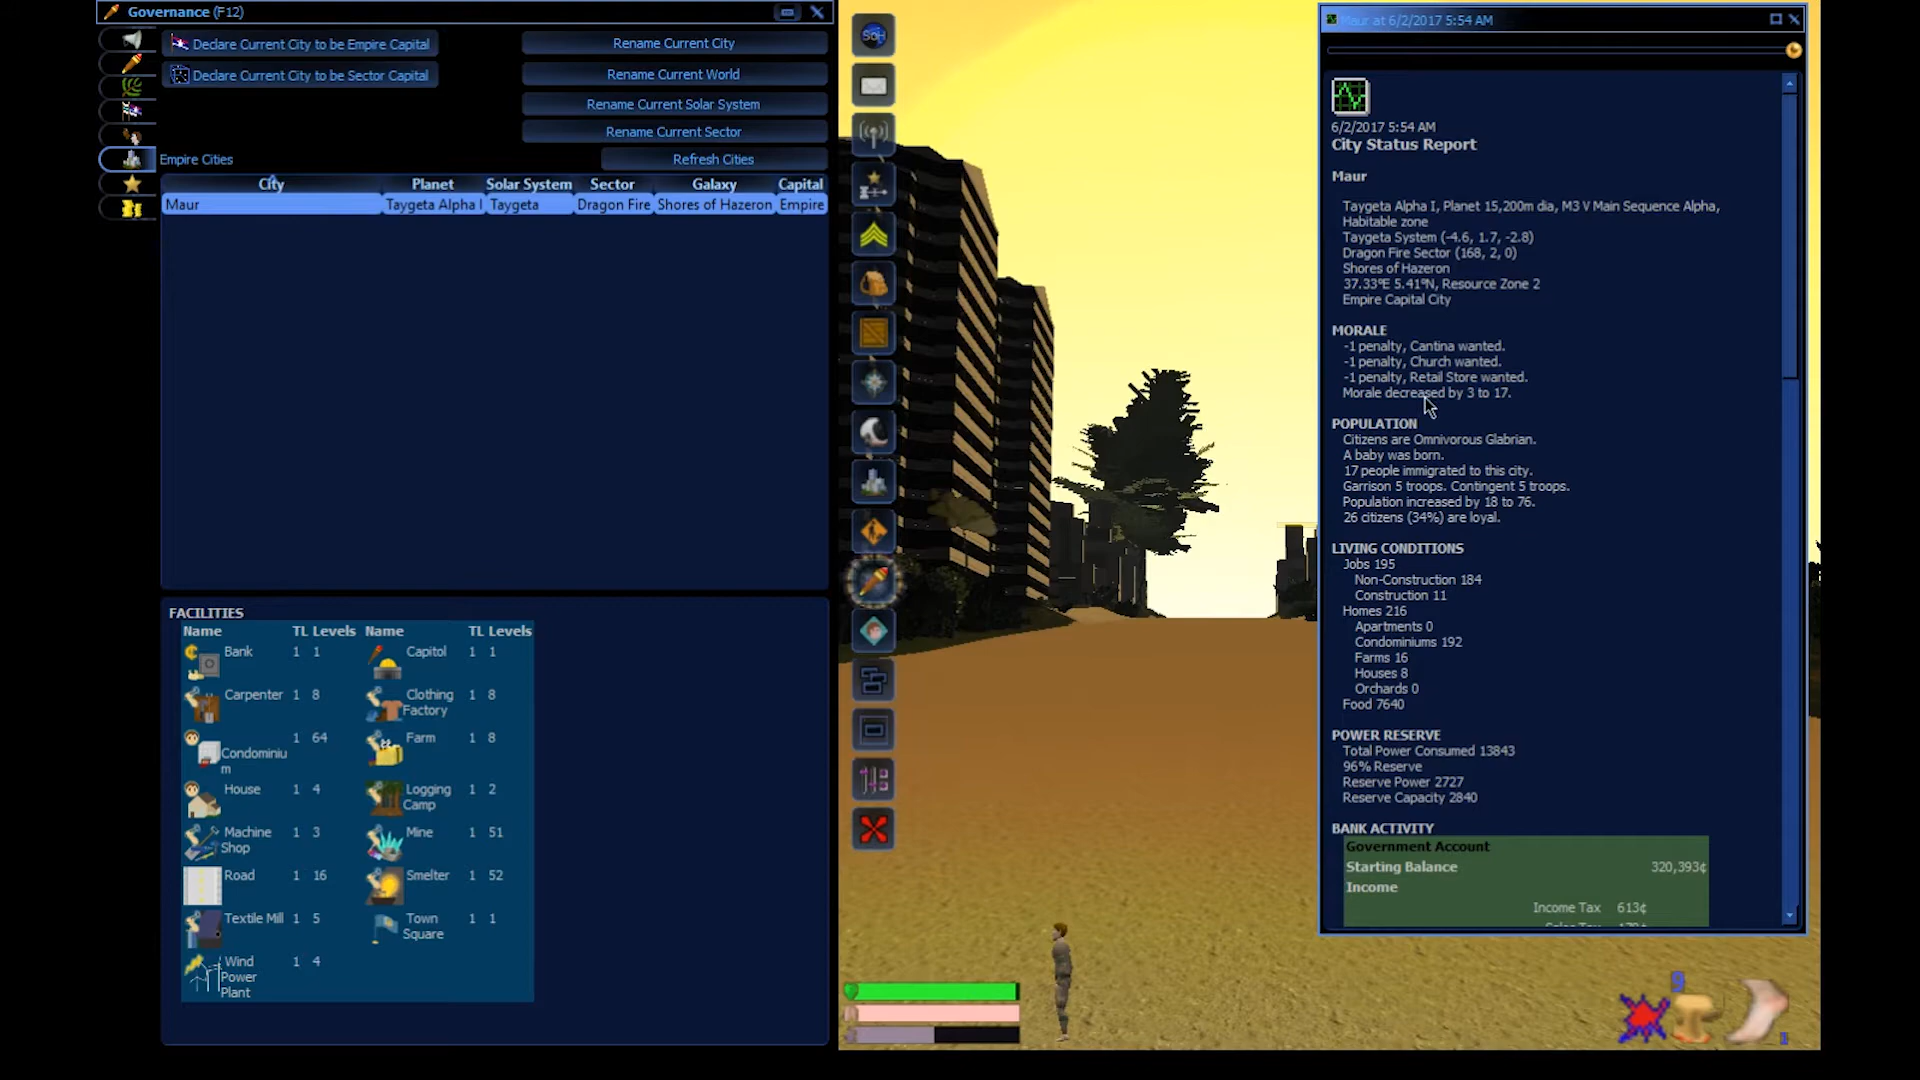 Governance (F12)
Declare Current City to be Empire Capital
Declare Current City to be Sector Capital
Rename Current City
Rename Current World
Rename Current Solar System
Rename Current Sector
Empire Cities
Refresh Cities
City Planet Solar System Sector Galaxy Capital
Maur Taygeta Alpha I Taygeta Dragon Fire Shores of Hazeron Empire
FACILITIES
Name TL Levels Name TL Levels
Bank 1 1 Capitol 1 1
Carpenter 1 8 Clothing Factory 1 8
Condominium 1 64 Farm 1 8
House 1 4 Logging Camp 1 2
Machine Shop 1 3 Mine 1 51
Road 1 16 Smelter 1 52
Textile Mill 1 5 Town Square 1 1
Wind Power Plant 1 4
SoH
Maur at 6/2/2017 5:54 AM
6/2/2017 5:54 AM
City Status Report
Maur
Taygeta Alpha I, Planet 15,200m dia, M3 V Main Sequence Alpha,
Habitable zone
Taygeta System (-4.6, 1.7, -2.8)
Dragon Fire Sector (168, 2, 0)
Shores of Hazeron
37.33°E 5.41°N, Resource Zone 2
Empire Capital City
MORALE
-1 penalty, Cantina wanted.
-1 penalty, Church wanted.
-1 penalty, Retail Store wanted.
Morale decreased by 3 to 17.
POPULATION
Citizens are Omnivorous Glabrian.
A baby was born.
17 people immigrated to this city.
Garrison 5 troops. Contingent 5 troops.
Population increased by 18 to 76.
26 citizens (34%) are loyal.
LIVING CONDITIONS
Jobs 195
Non-Construction 184
Construction 11
Homes 216
Apartments 0
Condominiums 192
Farms 16
Houses 8
Orchards 0
Food 7640
POWER RESERVE
Total Power Consumed 13843
96% Reserve
Reserve Power 2727
Reserve Capacity 2840
BANK ACTIVITY
Government Account
Starting Balance 320,393¢
Income
Income Tax 613¢
9